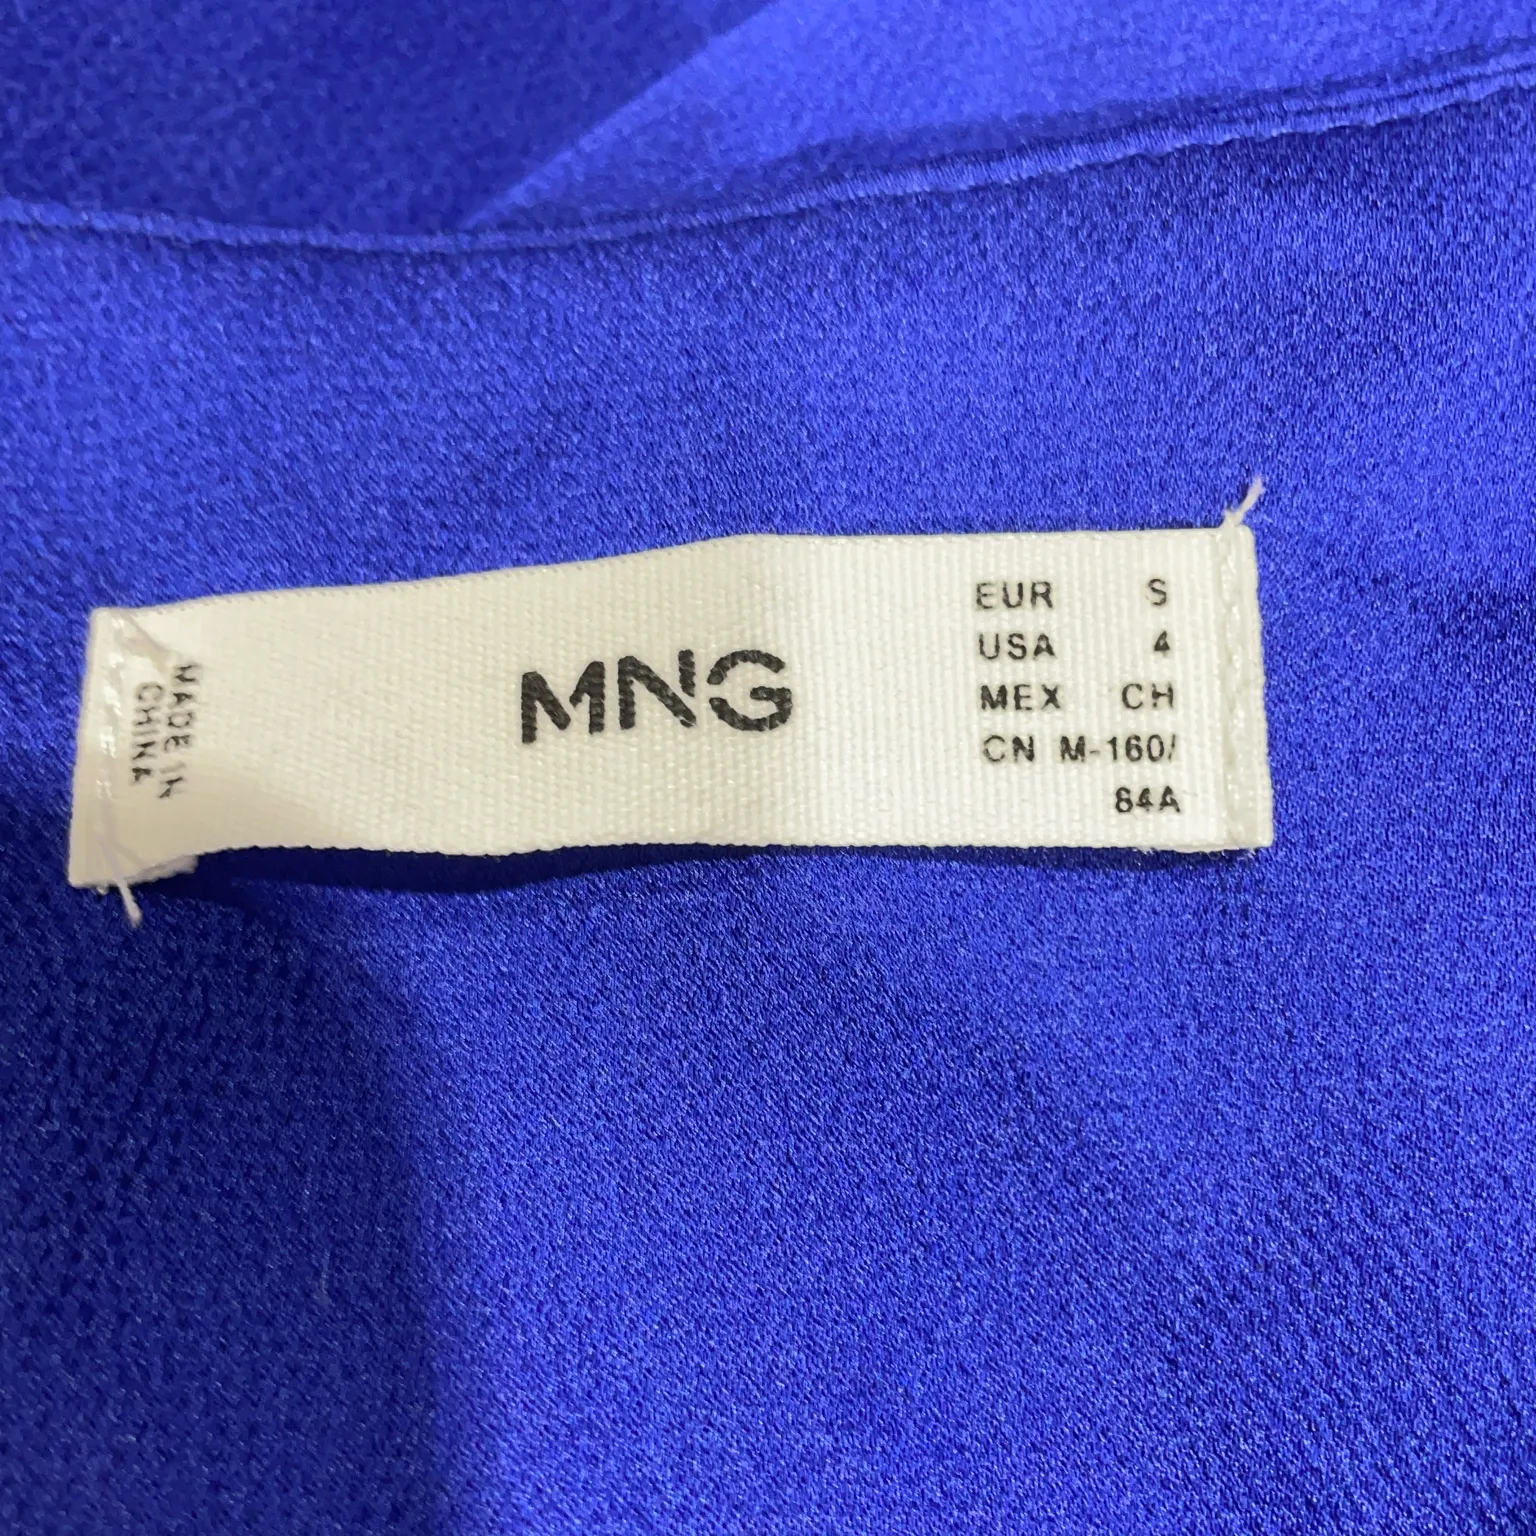 MADE IN
CHINA
MNG
EUR S
USA 4
MEX CH
CN M-160/
84A